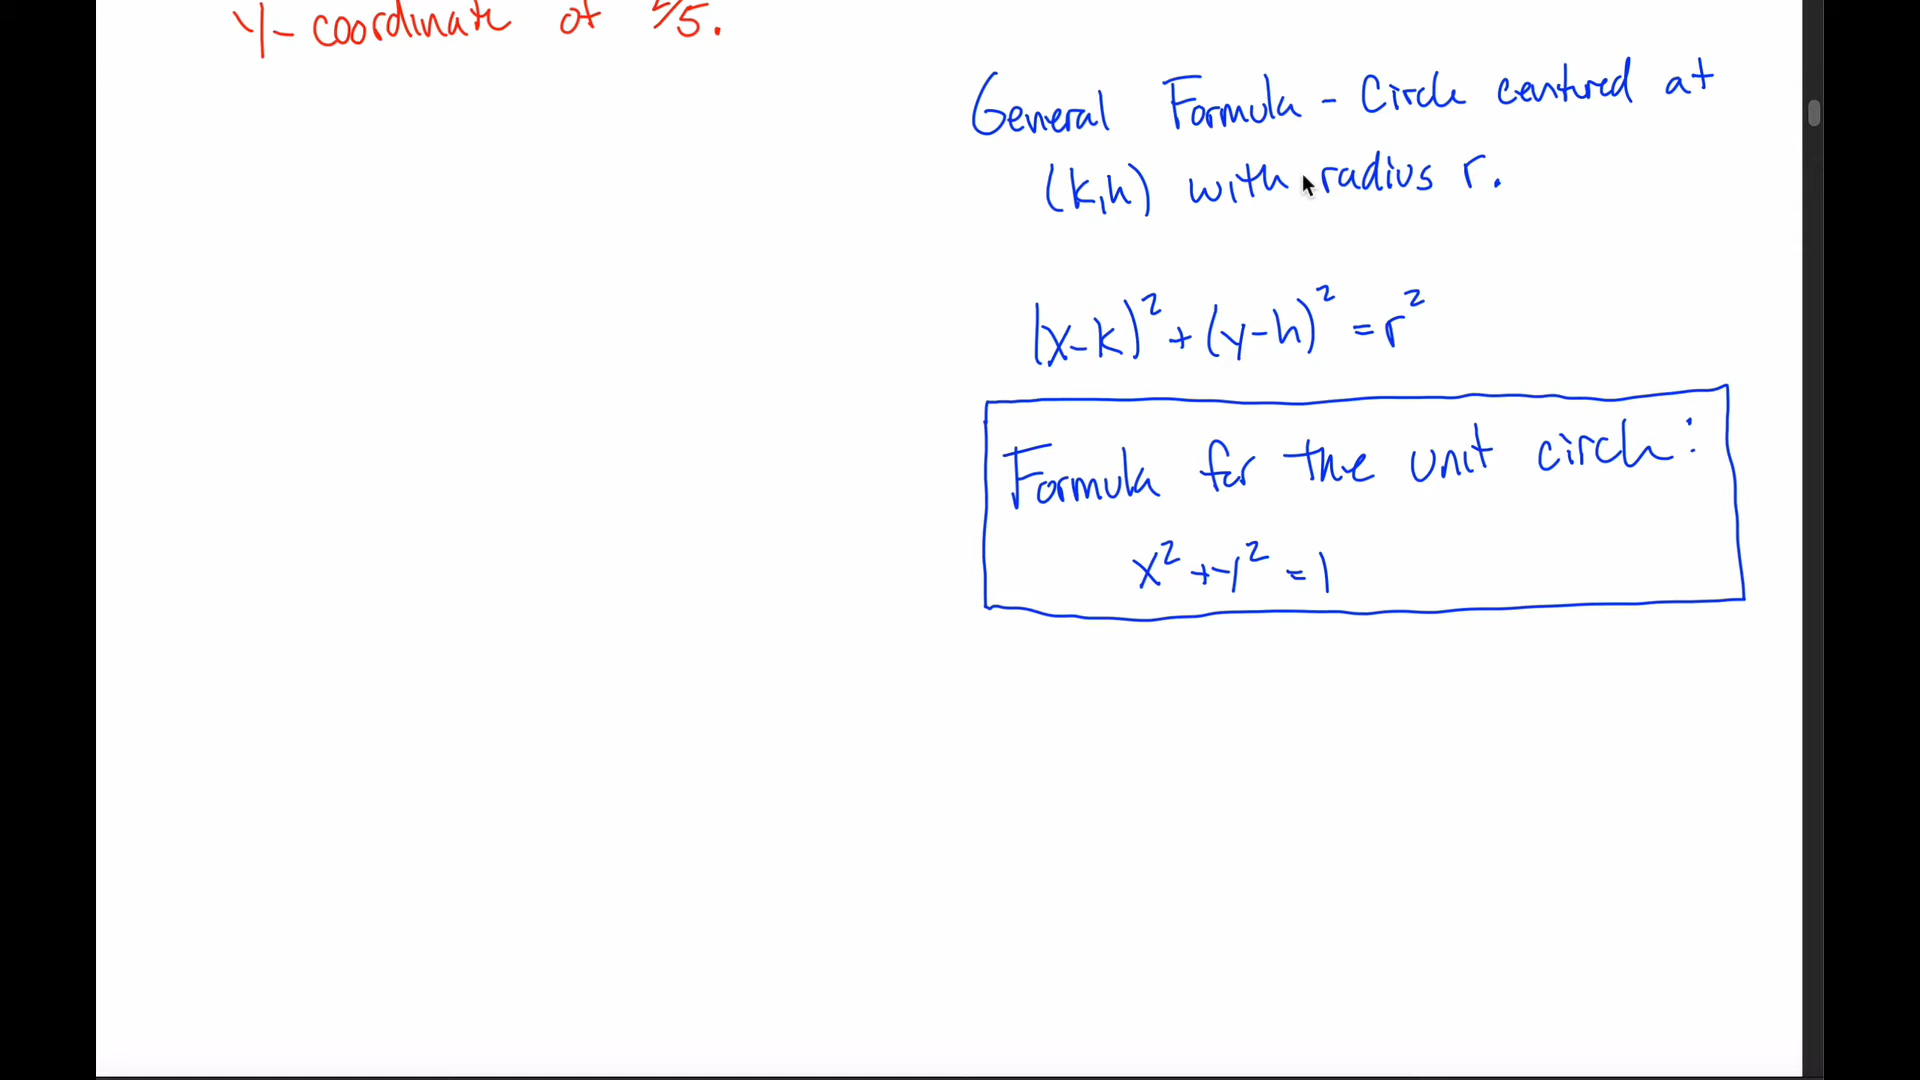 Y-coordinate of /5.
General Formula - Circle centred at
(k,h) with radius r.
(x-k)² + (y-h)² = r²
Formula for the unit circle:
x² + y² = 1